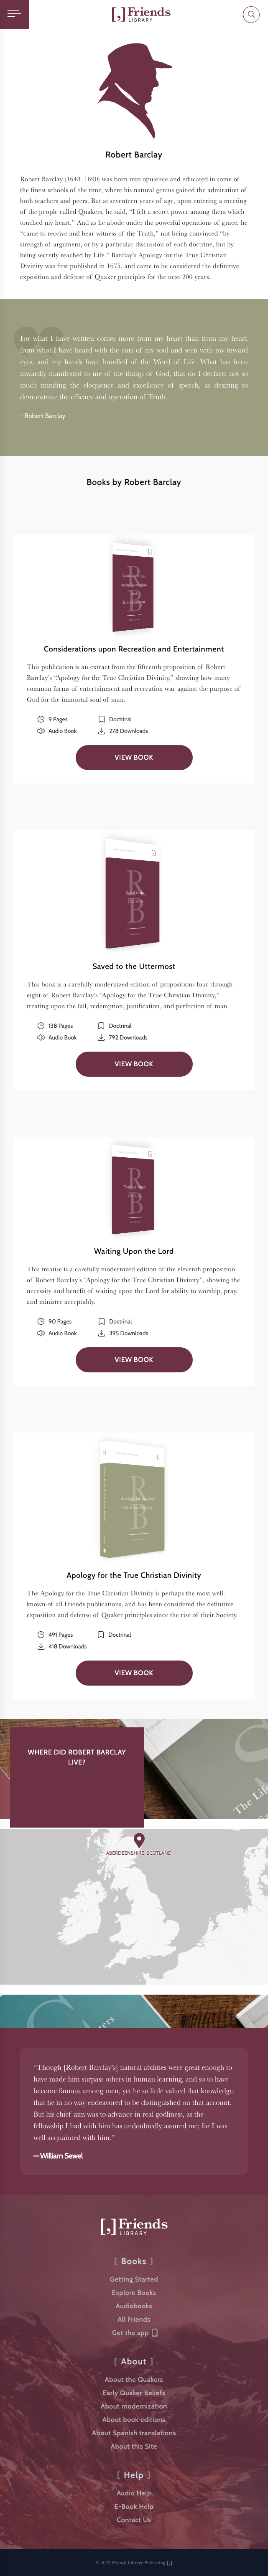 Friends
LIBRARY
Robert Barclay
Robert Barclay (1648–1690) was born into opulence and educated in some of
the finest schools of the time, where his natural genius gained the admiration of
both teachers and peers. But at seventeen years of age, upon entering a meeting
of the people called Quakers, he said, “I felt a secret power among them which
touched my heart.” And as he abode under the powerful operations of grace, he
“came to receive and bear witness of the Truth,” not being convinced “by
strength of argument, or by a particular discussion of each doctrine, but by
being secretly reached by Life.” Barclay’s Apology for the True Christian
Divinity was first published in 1675, and came to be considered the definitive
exposition and defense of Quaker principles for the next 200 years.
For what I have written comes more from my heart than from my head;
from what I have heard with the ears of my soul and seen with my inward
eyes, and my hands have handled of the Word of Life. What has been
inwardly manifested to me of the things of God, that do I declare; not so
much minding the eloquence and excellency of speech, as desiring to
demonstrate the efficacy and operation of Truth.
- Robert Barclay
Books by Robert Barclay
Considerations upon Recreation and Entertainment
This publication is an extract from the fifteenth proposition of Robert
Barclay’s “Apology for the True Christian Divinity,” showing how many
common forms of entertainment and recreation war against the purpose of
God for the immortal soul of man.
9 Pages
Doctrinal
Audio Book
278 Downloads
VIEW BOOK
Saved to the Uttermost
This book is a carefully modernized edition of propositions four through
eight of Robert Barclay’s “Apology for the True Christian Divinity,”
treating upon the fall, redemption, justification, and perfection of man.
138 Pages
Doctrinal
Audio Book
792 Downloads
VIEW BOOK
Waiting Upon the Lord
This treatise is a carefully modernized edition of the eleventh proposition
of Robert Barclay’s “Apology for the True Christian Divinity”, showing the
necessity and benefit of waiting upon the Lord for ability to worship, pray,
and minister acceptably.
90 Pages
Doctrinal
Audio Book
395 Downloads
VIEW BOOK
Apology for the True Christian Divinity
The Apology for the True Christian Divinity is perhaps the most well-
known of all Friends publications, and has been considered the definitive
exposition and defense of Quaker principles since the rise of their Society.
491 Pages
Doctrinal
418 Downloads
VIEW BOOK
WHERE DID ROBERT BARCLAY
LIVE?
The Life
ABERDEENSHIRE, SCOTLAND
“Though [Robert Barclay’s] natural abilities were great enough to
have made him surpass others in human learning, and so to have
become famous among men, yet he so little valued that knowledge,
that he in no way endeavored to be distinguished on that account.
But his chief aim was to advance in real godliness, as the
fellowship I had with him has undoubtedly assured me; for I was
well acquainted with him.”
— William Sewel
Friends
LIBRARY
[ Books ]
Getting Started
Explore Books
Audiobooks
All Friends
Get the app
[ About ]
About the Quakers
Early Quaker Beliefs
About modernization
About book editions
About Spanish translations
About this Site
[ Help ]
Audio Help
E-Book Help
Contact Us